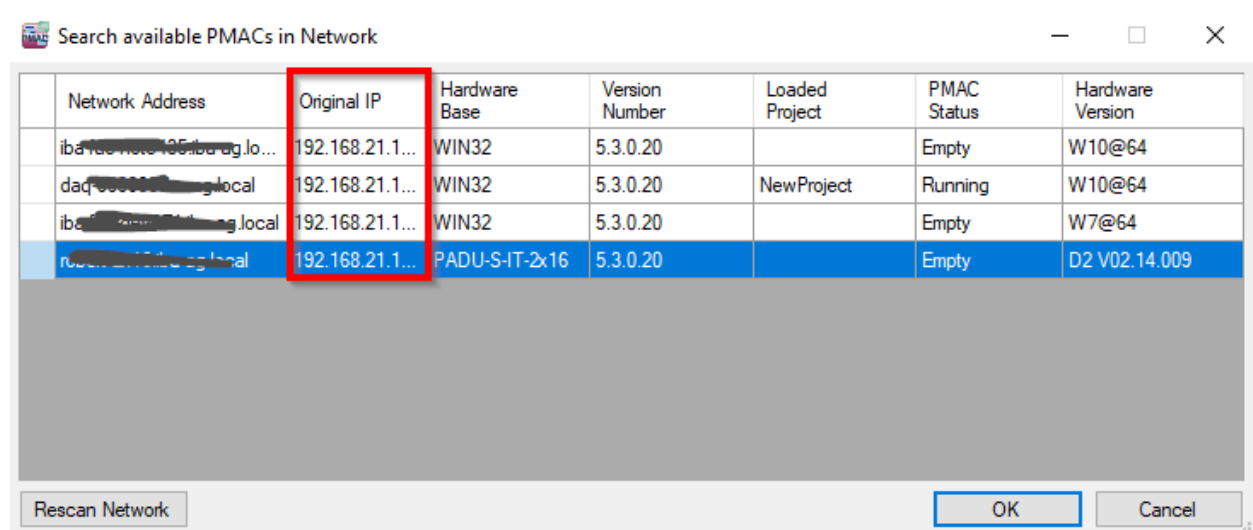 Search available PMACs in Network
Network Address Original IP Hardware Base Version Number Loaded Project PMAC Status Hardware Version
192.168.21.1... WIN32 5.3.0.20 Empty W10@64
local 192.168.21.1... WIN32 5.3.0.20 NewProject Running W10@64
.local 192.168.21.1... WIN32 5.3.0.20 Empty W7@64
192.168.21.1... PADU-S-IT-2x16 5.3.0.20 Empty D2 V02.14.009
Rescan Network OK Cancel